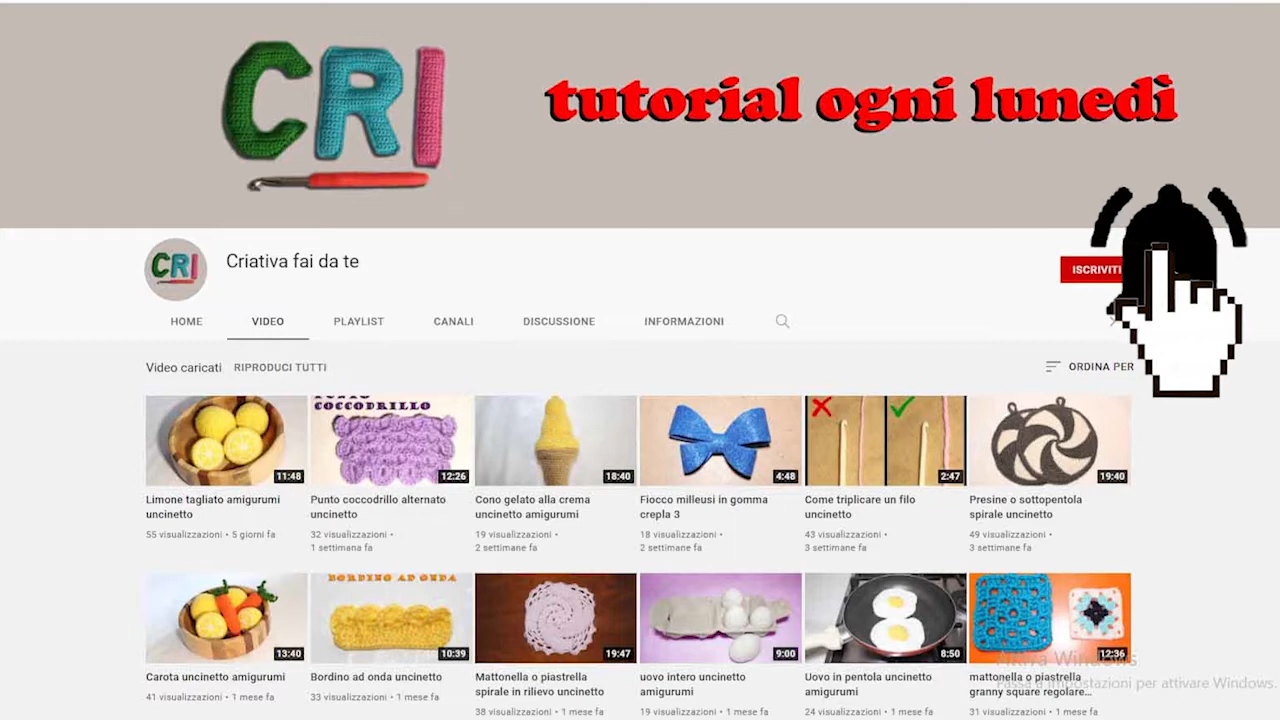 CRI
tutorial ogni lunedì
CRI
Criativa fai da te
ISCRIVITI
HOME
VIDEO
PLAYLIST
CANALI
DISCUSSIONE
INFORMAZIONI
Video caricati
RIPRODUCI TUTTI
ORDINA PER
COCCODRILLO
11:48
12:26
18:40
4:48
2:47
19:40
Limone tagliato amigurumi
uncinetto
55 visualizzazioni • 5 giorni fa
Punto coccodrillo alternato
uncinetto
32 visualizzazioni •
1 settimana fa
Cono gelato alla crema
uncinetto amigurumi
19 visualizzazioni •
2 settimane fa
Fiocco milleusi in gomma
crepla 3
18 visualizzazioni •
2 settimane fa
Come triplicare un filo
uncinetto
43 visualizzazioni •
3 settimane fa
Presine o sottopentola
spirale uncinetto
49 visualizzazioni •
3 settimane fa
BORDINO AD ONDA
13:40
10:39
19:47
9:00
8:50
12:36
Carota uncinetto amigurumi
41 visualizzazioni • 1 mese fa
Bordino ad onda uncinetto
33 visualizzazioni • 1 mese fa
Mattonella o piastrella
spirale in rilievo uncinetto
38 visualizzazioni • 1 mese fa
uovo intero uncinetto
amigurumi
19 visualizzazioni • 1 mese fa
Uovo in pentola uncinetto
amigurumi
24 visualizzazioni • 1 mese fa
mattonella o piastrella
granny square regolare...
31 visualizzazioni • 1 mese fa
Attiva Windows
Passa a Impostazioni per attivare Windows.